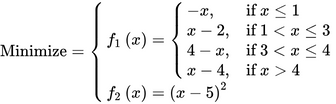 Minimize = { f₁ (x) = { −x, if x ≤ 1
x − 2, if 1 < x ≤ 3
4 − x, if 3 < x ≤ 4
x − 4, if x > 4
f₂ (x) = (x − 5)²